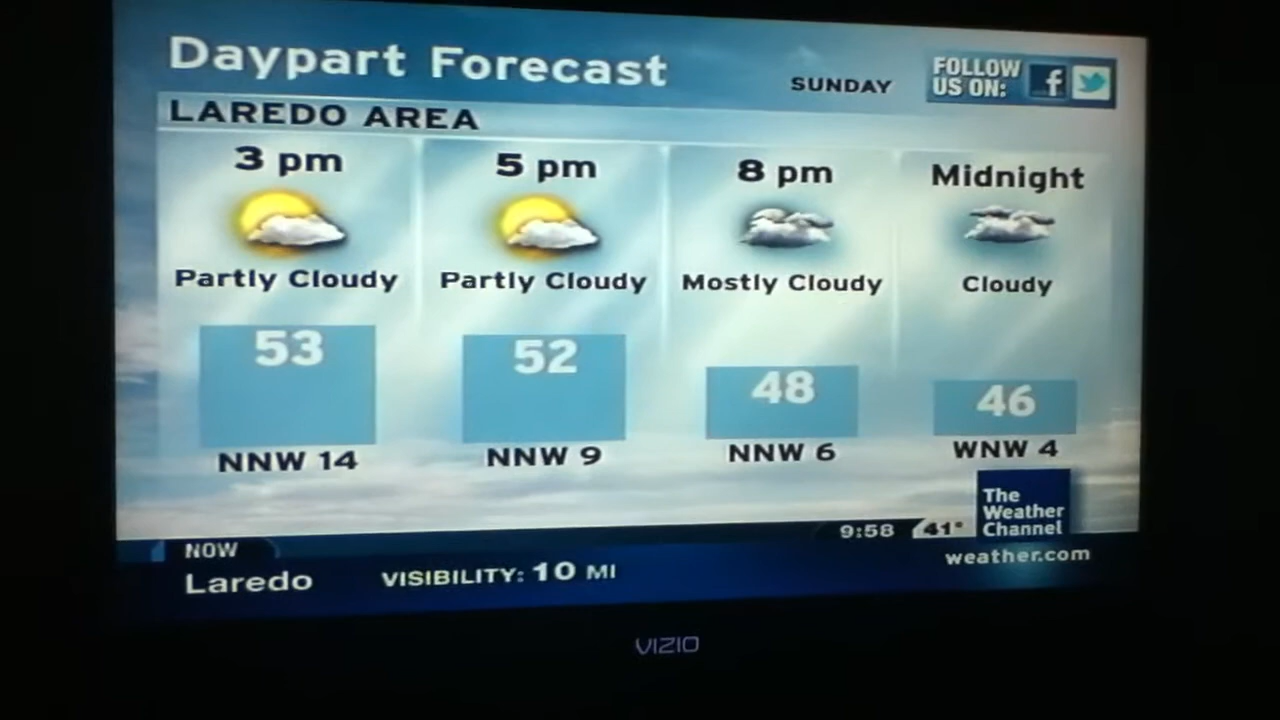 Daypart Forecast
SUNDAY
FOLLOW
US ON:
f
LAREDO AREA
3 pm
5 pm
8 pm
Midnight
Partly Cloudy
Partly Cloudy
Mostly Cloudy
Cloudy
53
52
48
46
NNW 14
NNW 9
NNW 6
WNW 4
The
Weather
Channel
9:58
41°
NOW
weather.com
Laredo
VISIBILITY: 10 MI
VIZIO